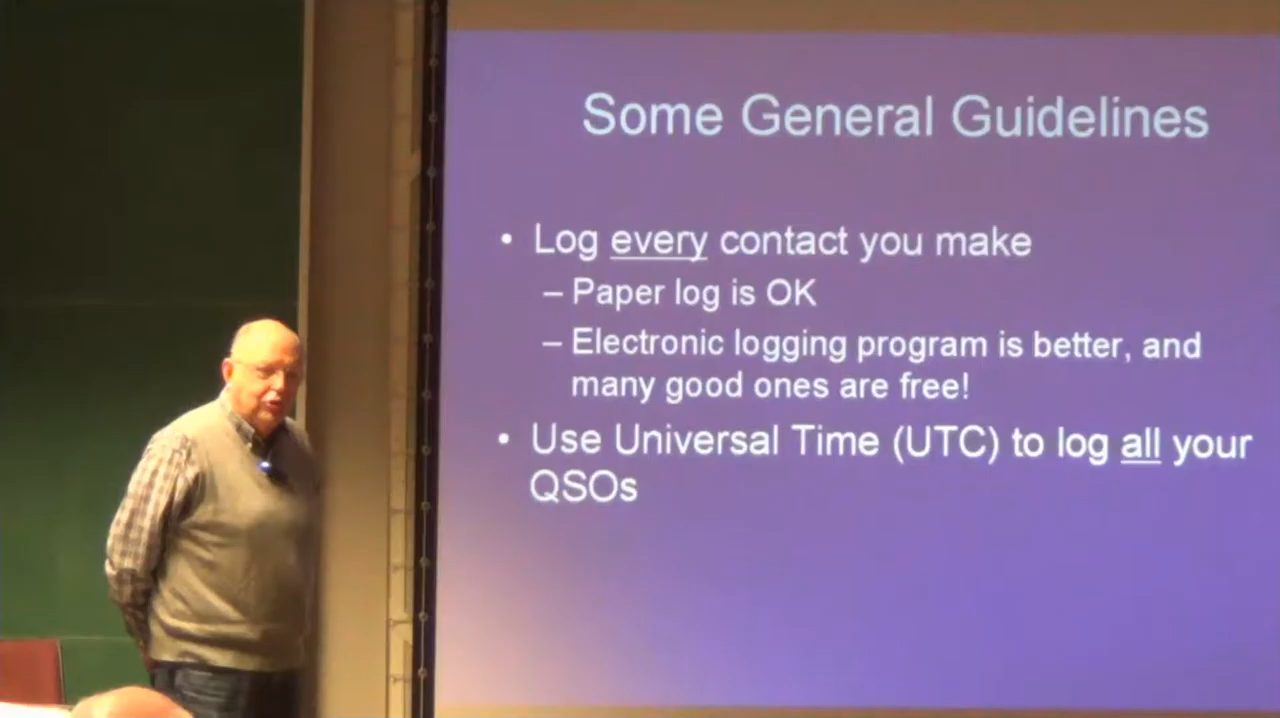 Some General Guidelines
• Log every contact you make
– Paper log is OK
– Electronic logging program is better, and
many good ones are free!
• Use Universal Time (UTC) to log all your
QSOs